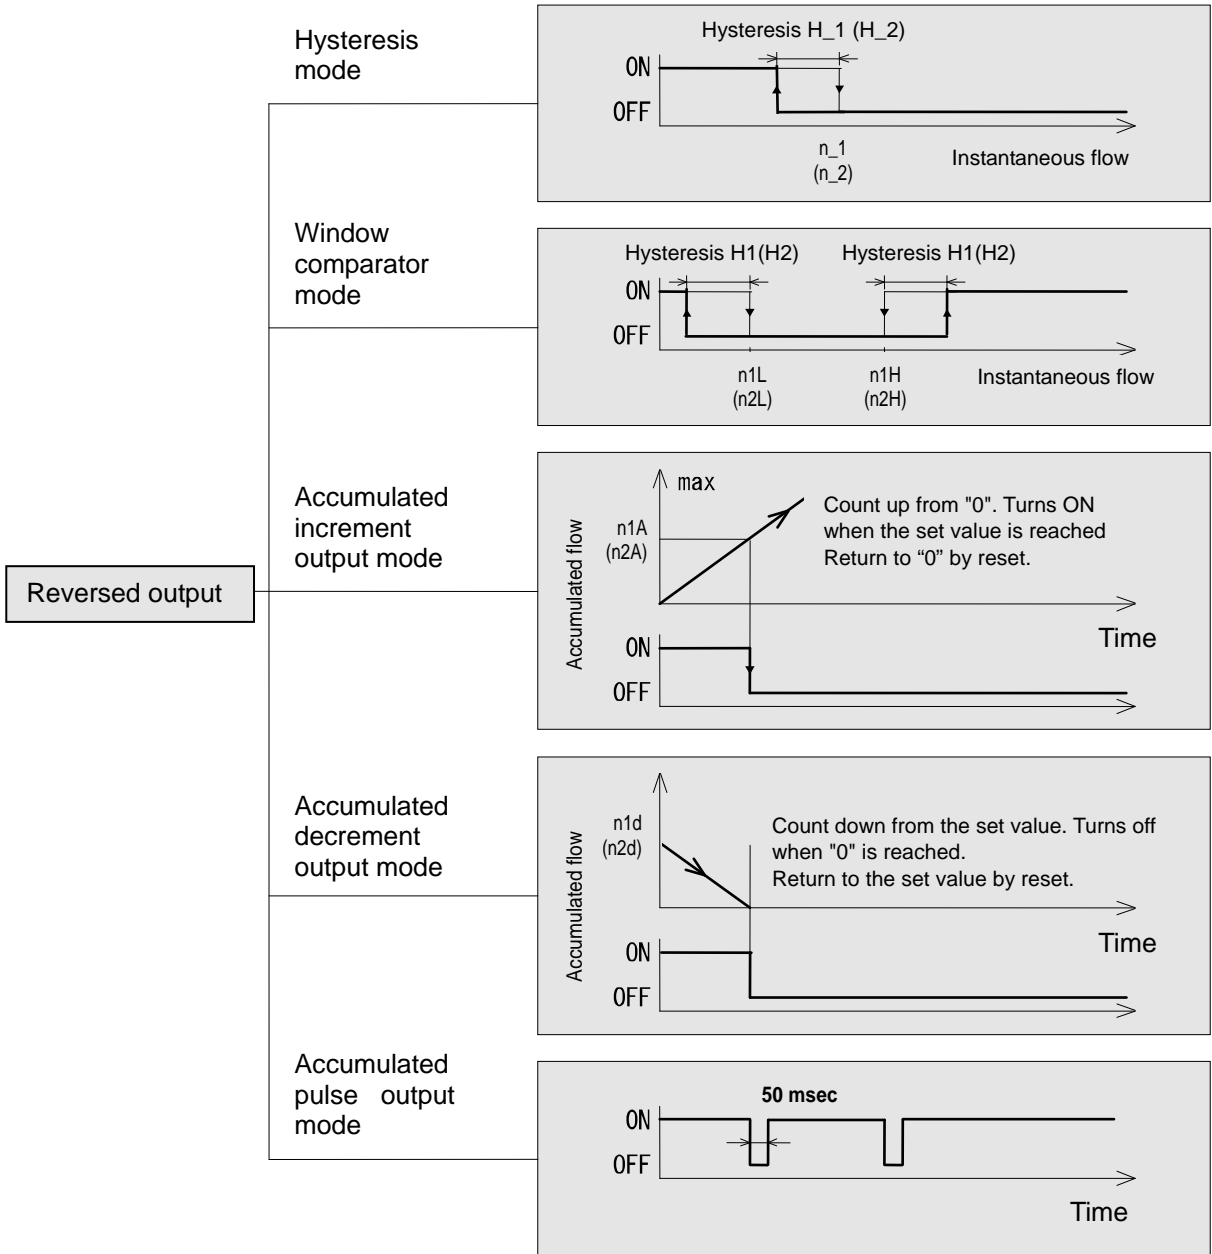 Hysteresis
mode
Hysteresis H_1 (H_2)
ON
OFF
n_1
(n_2)
Instantaneous flow
Window
comparator
mode
Hysteresis H1(H2)
Hysteresis H1(H2)
ON
OFF
n1L
(n2L)
n1H
(n2H)
Instantaneous flow
Accumulated
increment
output mode
Accumulated flow
max
n1A
(n2A)
Count up from "0". Turns ON
when the set value is reached
Return to “0” by reset.
Time
ON
OFF
Reversed output
Accumulated
decrement
output mode
Accumulated flow
n1d
(n2d)
Count down from the set value. Turns off
when "0" is reached.
Return to the set value by reset.
Time
ON
OFF
Accumulated
pulse output
mode
50 msec
ON
OFF
Time